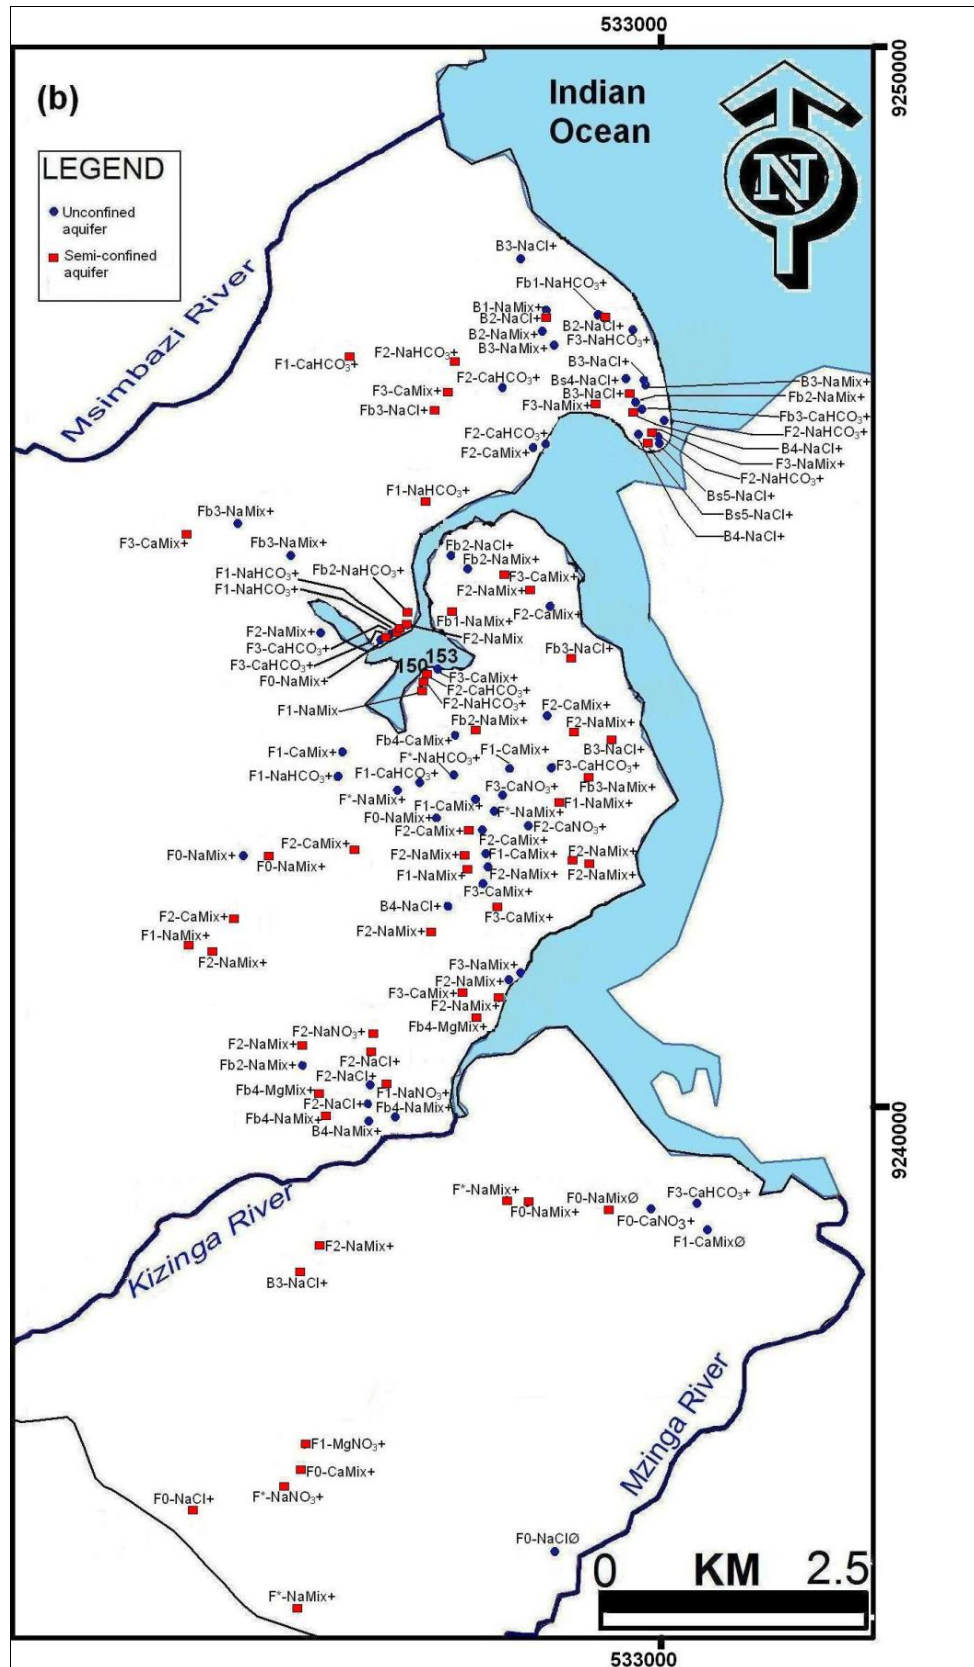 533000
9250000
(b)
Indian
Ocean
N
LEGEND
Unconfined
aquifer
Semi-confined
aquifer
Msimbazi River
B3-NaCl+
Fb1-NaHCO₃+
B1-NaMix+
B2-NaCl+
B2-NaCl+
B2-NaMix+
F3-NaHCO₃+
B3-NaMix+
F2-NaHCO₃+
F1-CaHCO₃+
B3-NaCl+
F2-CaHCO₃+
Bs4-NaCl+
B3-NaMix+
F3-CaMix+
B3-NaCl+
Fb2-NaMix+
Fb3-NaCl+
F3-NaMix+
Fb3-CaHCO₃+
F2-NaHCO₃+
F2-CaHCO₃+
B4-NaCl+
F2-CaMix+
F3-NaMix+
F2-NaHCO₃+
F1-NaHCO₃+
Bs5-NaCl+
Bs5-NaCl+
B4-NaCl+
Fb3-NaMix+
F3-CaMix+
Fb3-NaMix+
Fb2-NaCl+
Fb2-NaMix+
Fb2-NaHCO₃+
F1-NaHCO₃+
F3-CaMix+
F1-NaHCO₃+
F2-NaMix+
F2-CaMix+
Fb1-NaMix+
F2-NaMix+
F2-NaMix
F3-CaHCO₃+
Fb3-NaCl+
F3-CaHCO₃+
150
153
F0-NaMix+
F3-CaMix+
F2-CaHCO₃+
F2-NaHCO₃+
F1-NaMix
F2-CaMix+
Fb2-NaMix+
F2-NaMix+
Fb4-CaMix+
B3-NaCl+
F1-CaMix+
F*-NaHCO₃+
F1-CaMix+
F3-CaHCO₃+
F1-NaHCO₃+
F1-CaHCO₃+
F3-CaNO₃+
Fb3-NaMix+
F*-NaMix+
F1-CaMix+
F1-NaMix+
F0-NaMix+
F*-NaMix+
F2-CaMix+
F2-CaNO₃+
F2-CaMix+
F2-CaMix+
F0-NaMix+
F0-NaMix+
F2-NaMix+
F1-CaMix+
F2-NaMix+
F1-NaMix+
F2-NaMix+
F2-NaMix+
F3-CaMix+
B4-NaCl+
F3-CaMix+
F2-CaMix+
F2-NaMix+
F1-NaMix+
F2-NaMix+
F3-NaMix+
F2-NaMix+
F3-CaMix+
F2-NaMix+
Fb4-MgMix+
F2-NaNO₃+
F2-NaMix+
F2-NaCl+
Fb2-NaMix+
F2-NaCl+
Fb4-MgMix+
F1-NaNO₃+
F2-NaCl+
Fb4-NaMix+
Fb4-NaMix+
B4-NaMix+
9240000
Kizinga River
F*-NaMix+
F0-NaMix+
F0-NaMixØ
F3-CaHCO₃+
F0-CaNO₃+
F1-CaMixØ
F2-NaMix+
B3-NaCl+
Mzinga River
F1-MgNO₃+
F0-CaMix+
F*-NaNO₃+
F0-NaCl+
F0-NaClØ
F*-NaMix+
0 KM 2.5
533000